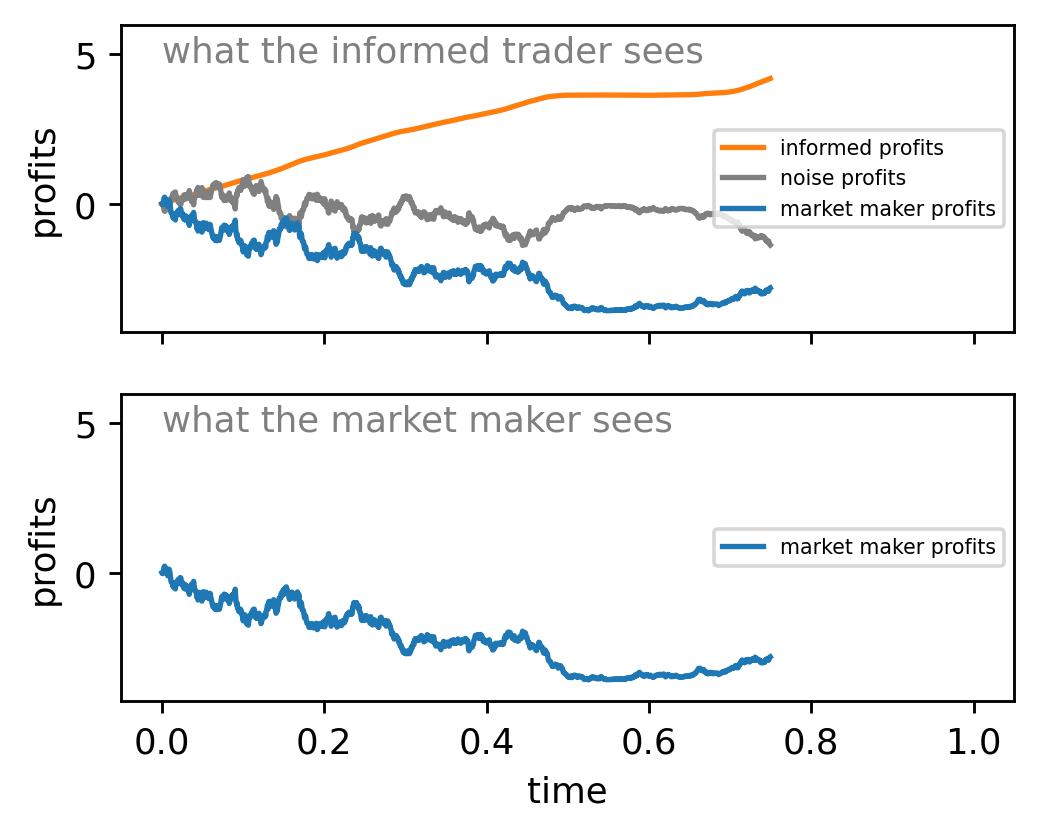 what the informed trader sees
5
0
profits
informed profits
noise profits
market maker profits
what the market maker sees
5
0
profits
market maker profits
0.0 0.2 0.4 0.6 0.8 1.0
time